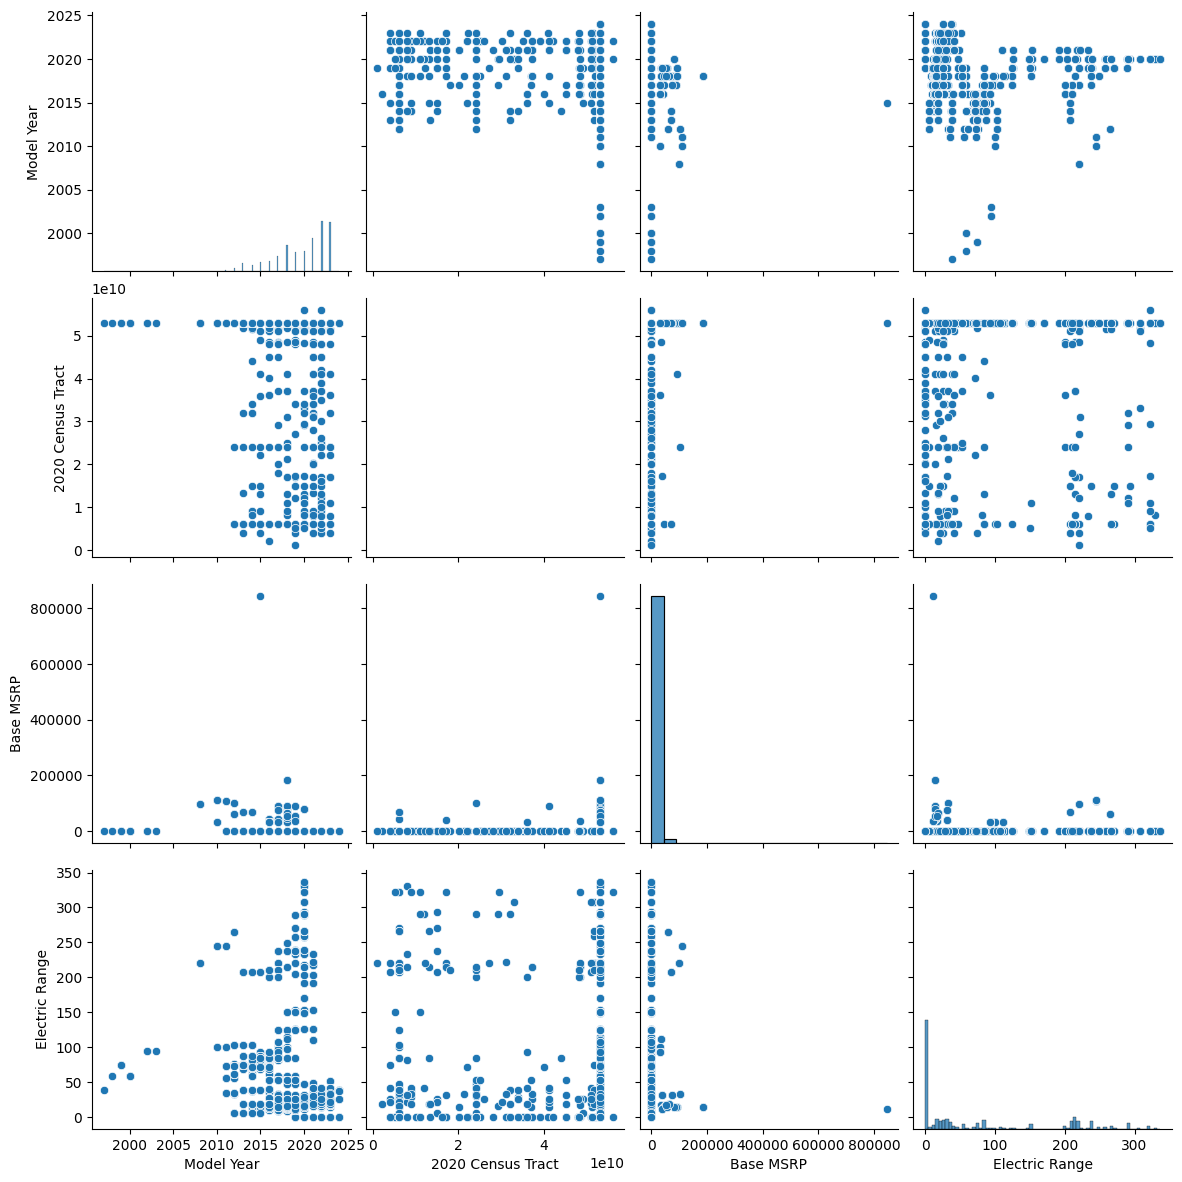 2025
2020
2015
2010
2005
2000
Model Year
1e10
5
4
3
2
1
0
2020 Census Tract
800000
600000
400000
200000
0
Base MSRP
350
300
250
200
150
100
50
0
Electric Range
2000 2005 2010 2015 2020 2025
Model Year
0 2 4
1e10
2020 Census Tract
0 200000 400000 600000 800000
Base MSRP
0 100 200 300
Electric Range